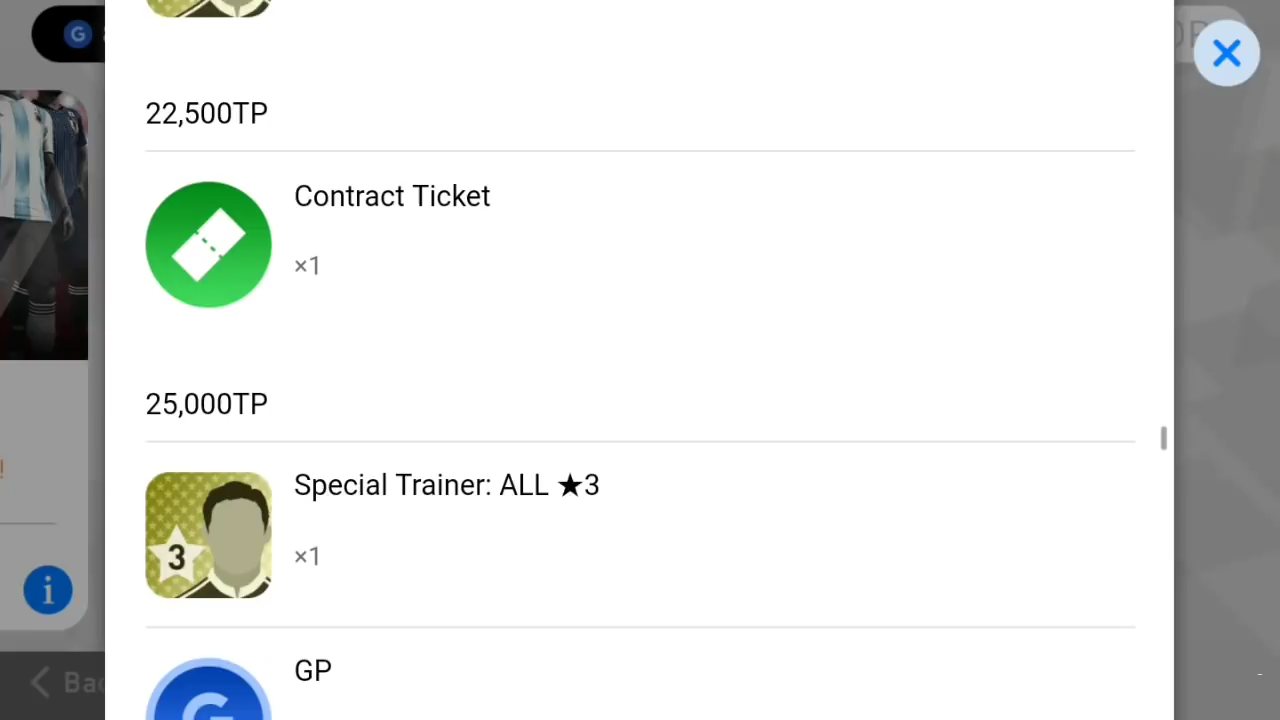 22,500TP
Contract Ticket
×1
25,000TP
Special Trainer: ALL ★3
3
×1
GP
G
G
i